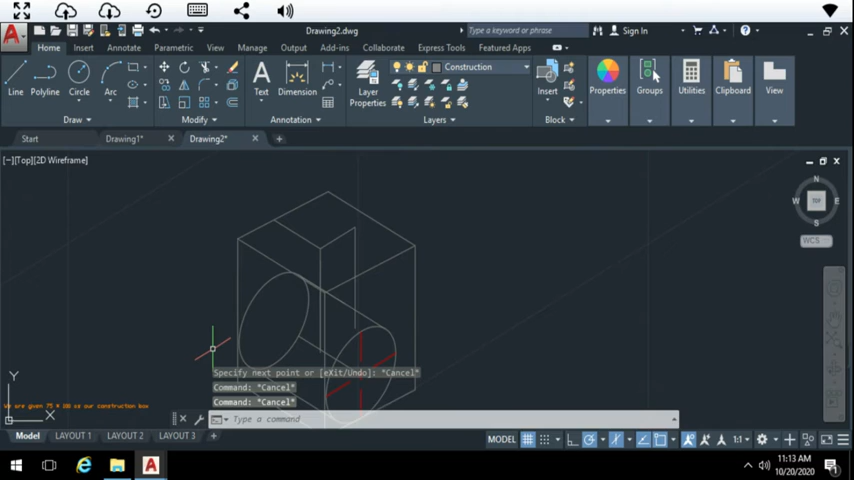 Drawing2.dwg
Type a keyword or phrase
Sign In
Home Insert Annotate Parametric View Manage Output Add-ins Collaborate Express Tools Featured Apps
Construction
Line Polyline Circle Arc Text Dimension Layer Properties Insert Properties Groups Utilities Clipboard View
Draw Modify Annotation Layers Block
Start Drawing1* Drawing2*
[–][Top][2D Wireframe]
N
W TOP E
S
WCS
Specify next point or [eXit/Undo]: *Cancel*
Command: *Cancel*
Command: *Cancel*
Y
X
Type a command
Model LAYOUT 1 LAYOUT 2 LAYOUT 3
MODEL
1:1
11:13 AM
10/20/2020